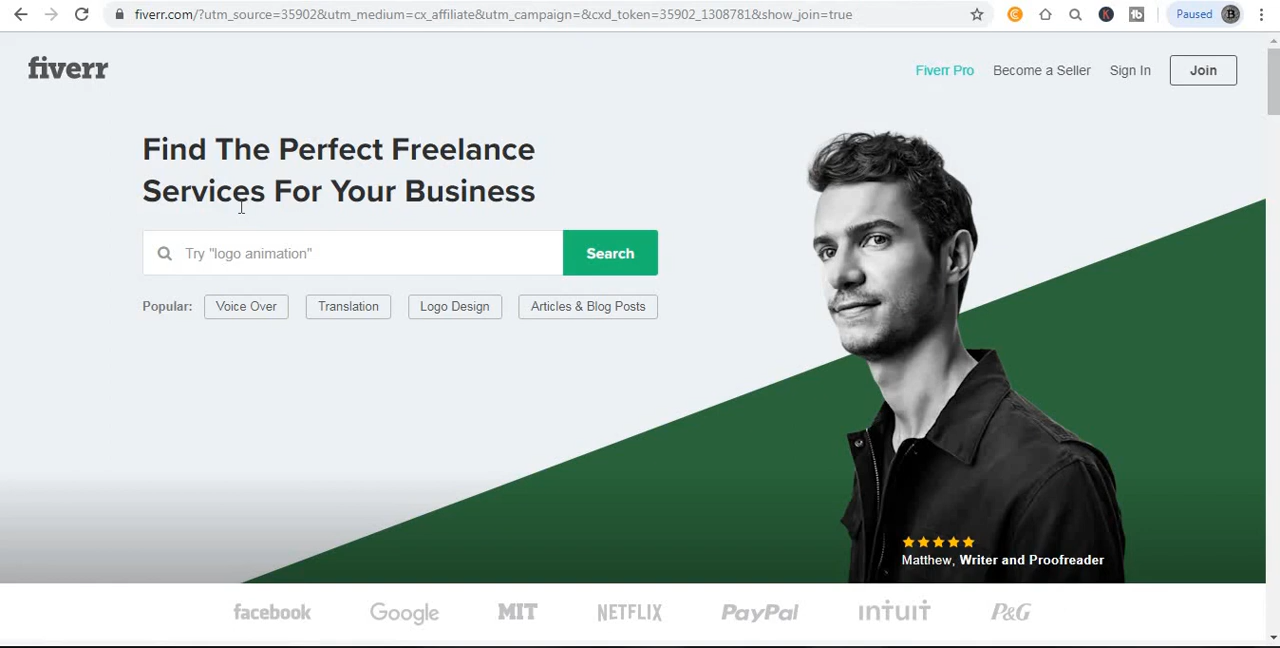 fiverr.com/?utm_source=35902&utm_medium=cx_affiliate&utm_campaign=&cxd_token=35902_1308781&show_join=true
Paused
fiverr
Fiverr Pro
Become a Seller
Sign In
Join
Find The Perfect Freelance
Services For Your Business
Try "logo animation"
Search
Popular:
Voice Over
Translation
Logo Design
Articles & Blog Posts
Matthew, Writer and Proofreader
facebook
Google
MIT
NETFLIX
PayPal
intuit
P&G